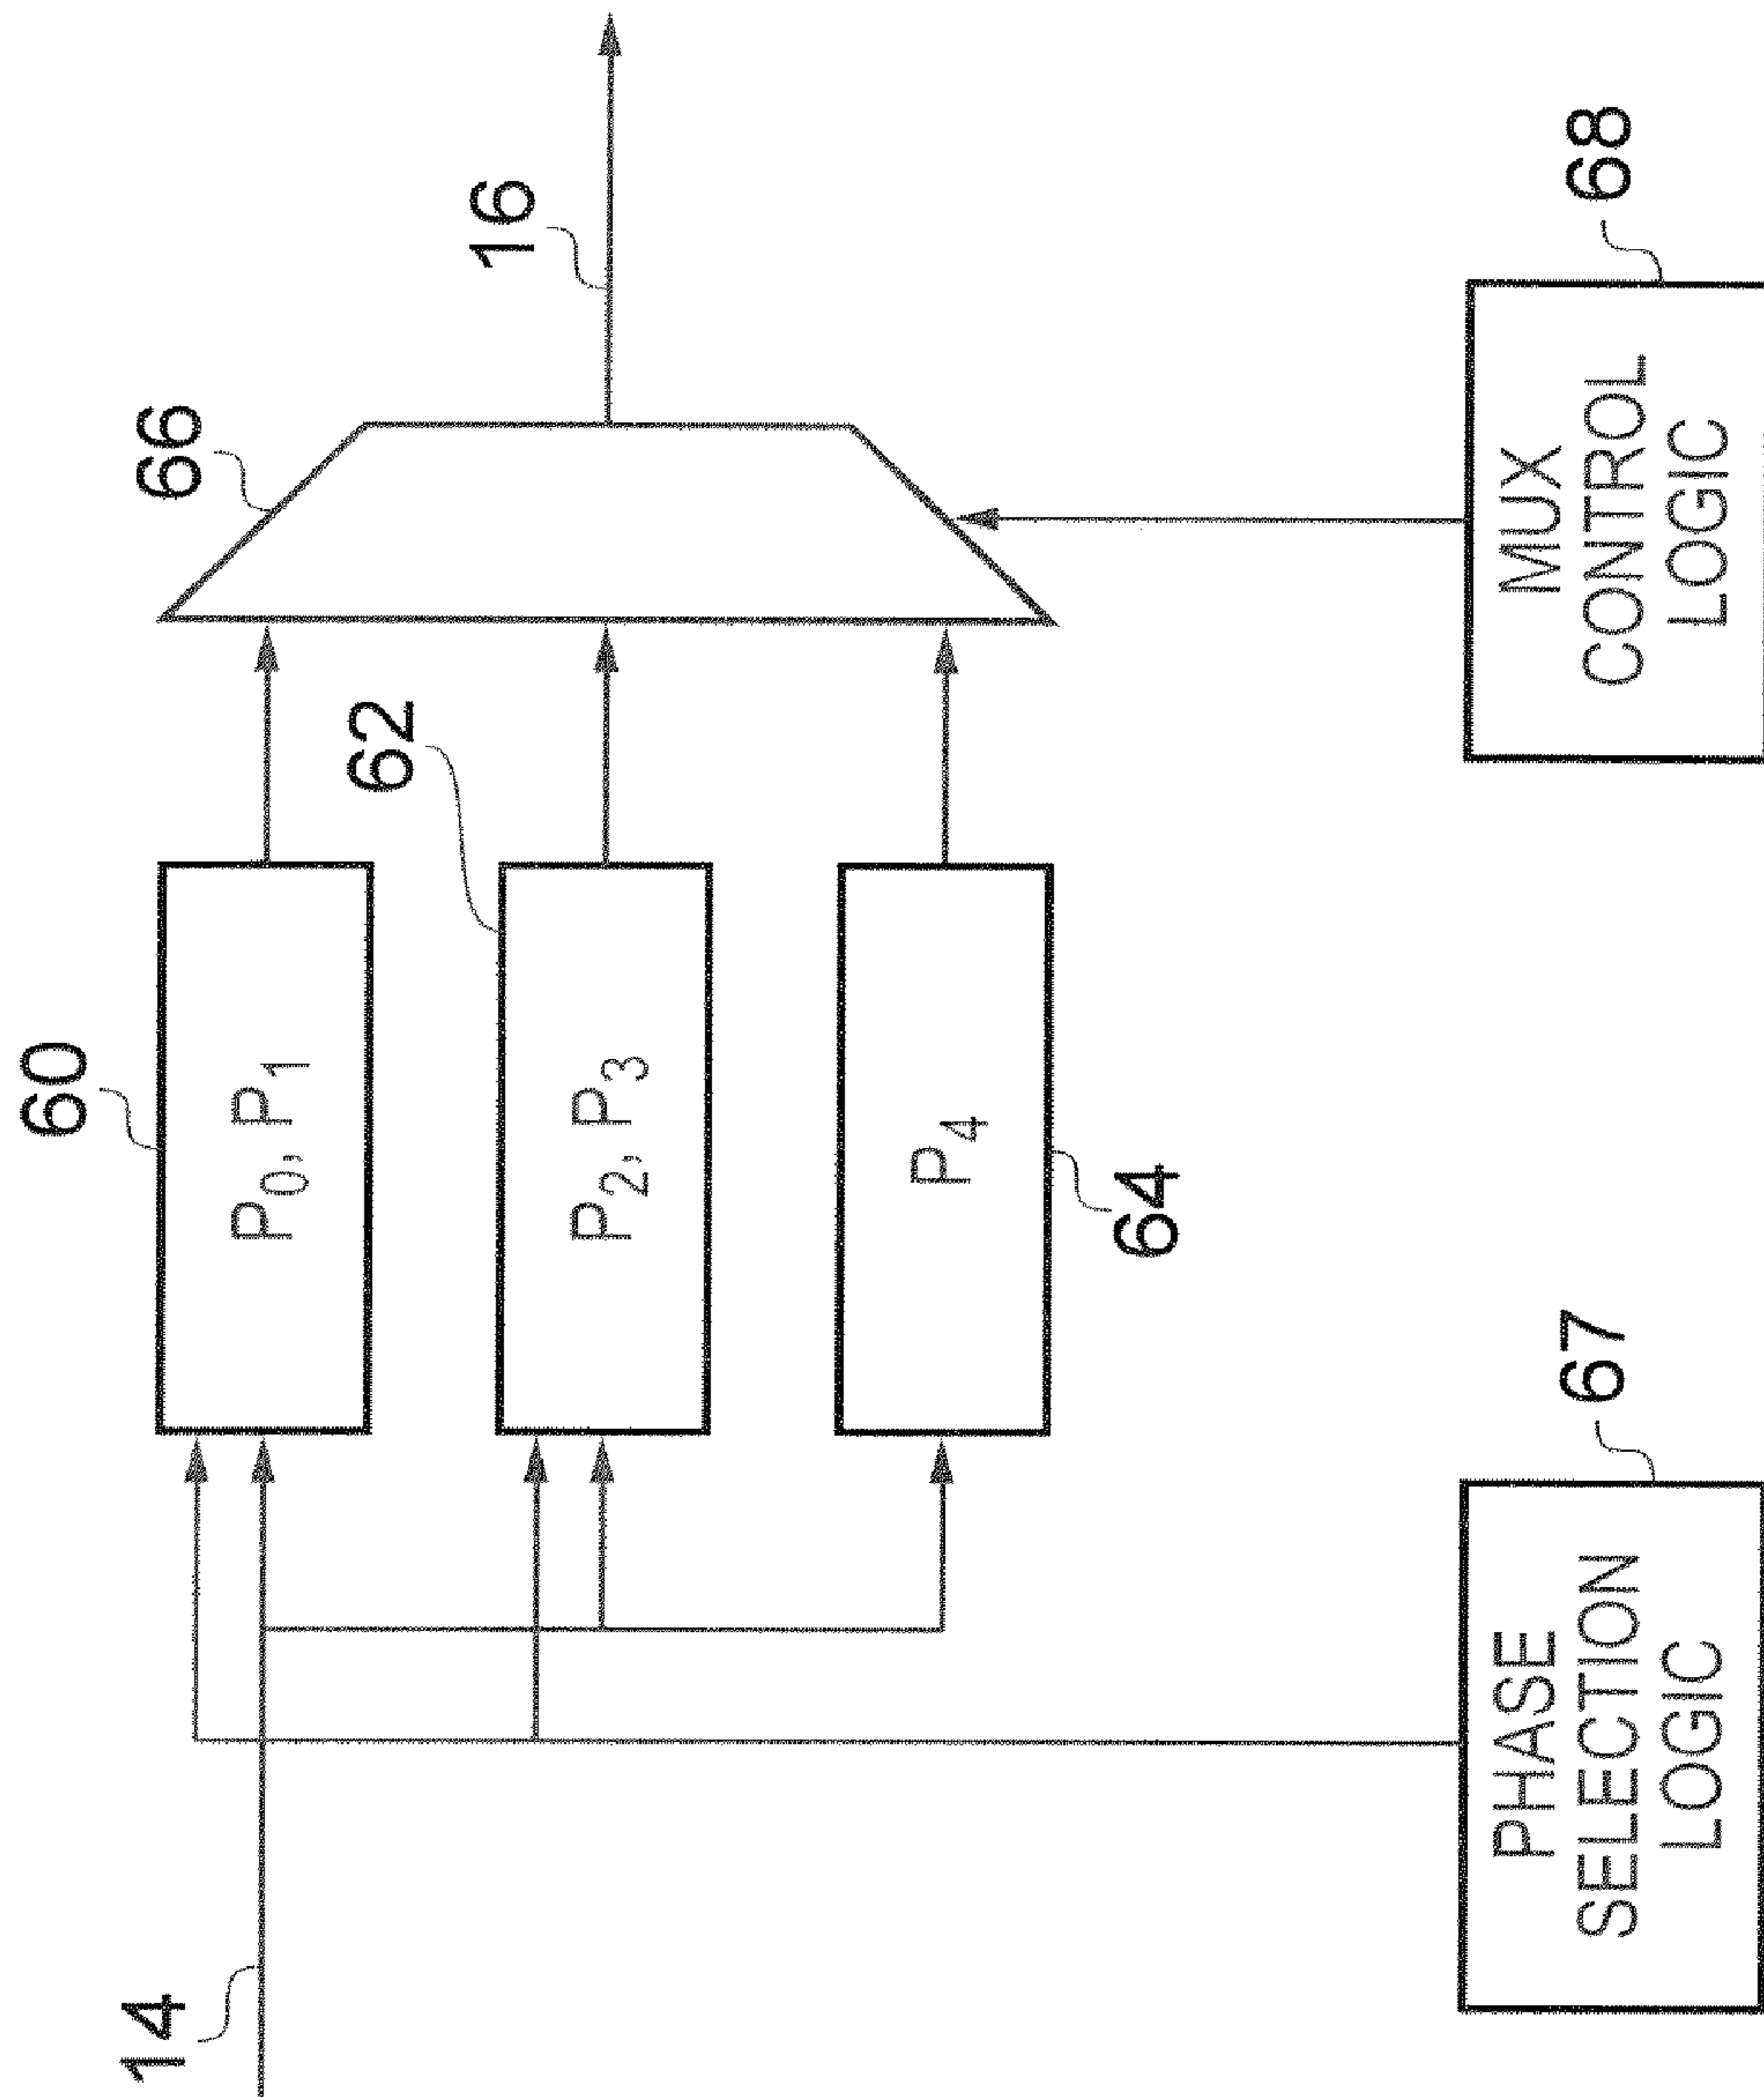 60
66
16
P0, P1
62
P2, P3
14
P4
64
67
68
PHASE
SELECTION
LOGIC
MUX
CONTROL
LOGIC